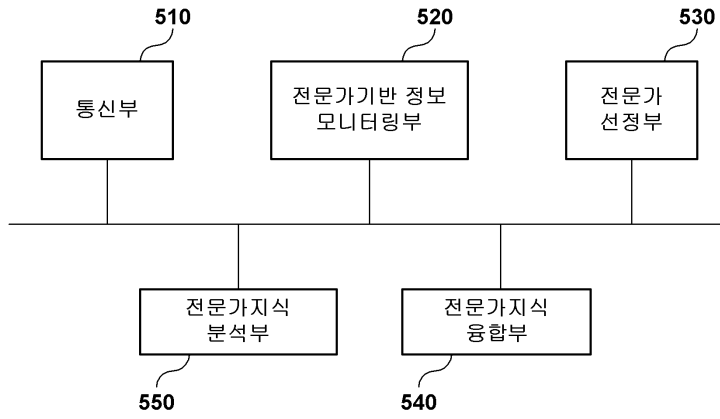 510
520
530
통신부
전문가기반 정보
모니터링부
전문가
선정부
전문가지식
분석부
전문가지식
융합부
550
540